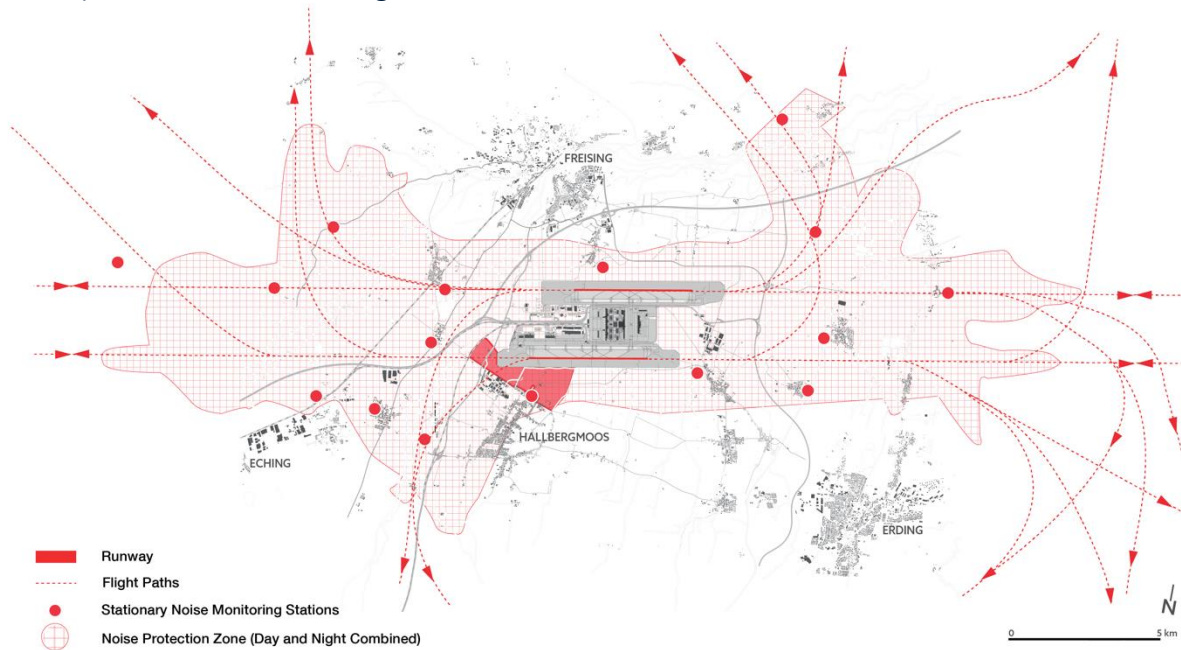 FREISING
HALLBERGMOOS
ECHING
ERDING
Runway
Flight Paths
Stationary Noise Monitoring Stations
Noise Protection Zone (Day and Night Combined)
N
0 5 km